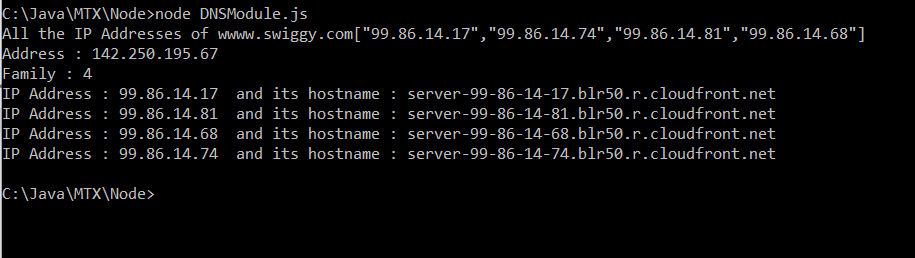 C:\Java\MTX\Node>node DNSModule.js
All the IP Addresses of wwww.swiggy.com["99.86.14.17","99.86.14.74","99.86.14.81","99.86.14.68"]
Address : 142.250.195.67
Family : 4
IP Address : 99.86.14.17  and its hostname : server-99-86-14-17.blr50.r.cloudfront.net
IP Address : 99.86.14.81  and its hostname : server-99-86-14-81.blr50.r.cloudfront.net
IP Address : 99.86.14.68  and its hostname : server-99-86-14-68.blr50.r.cloudfront.net
IP Address : 99.86.14.74  and its hostname : server-99-86-14-74.blr50.r.cloudfront.net
C:\Java\MTX\Node>